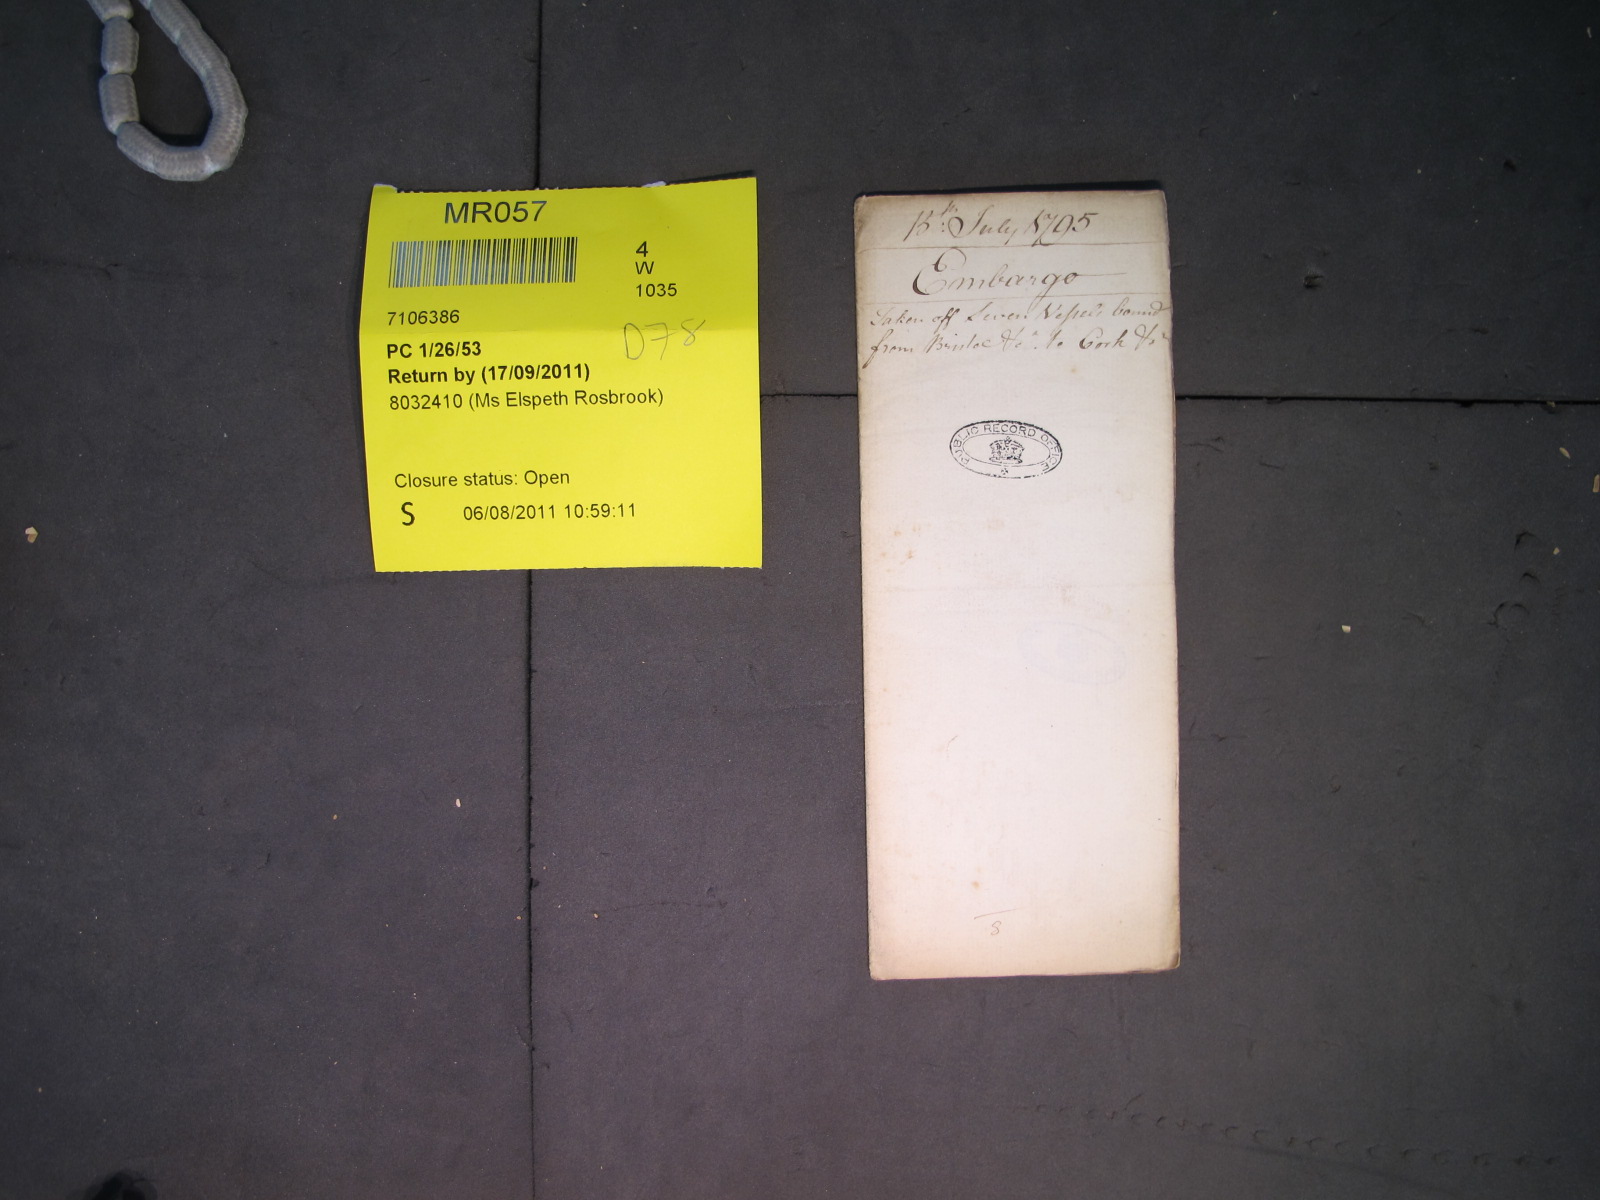 MR057
4
W
1035
7106386
D78
PC 1/26/53
Return by (17/09/2011)
8032410 (Ms Elspeth Rosbrook)
Closure status: Open
S 06/08/2011 10:59:11
July 1795
Embargo
Taken off Seven Vessels bound
from Bristol &c. to Cork &c.
PUBLIC RECORD OFFICE
8